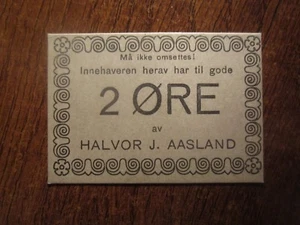 Må ikke omsettes!
Innehaveren herav har til gode
2 ØRE
av
HALVOR J. AASLAND